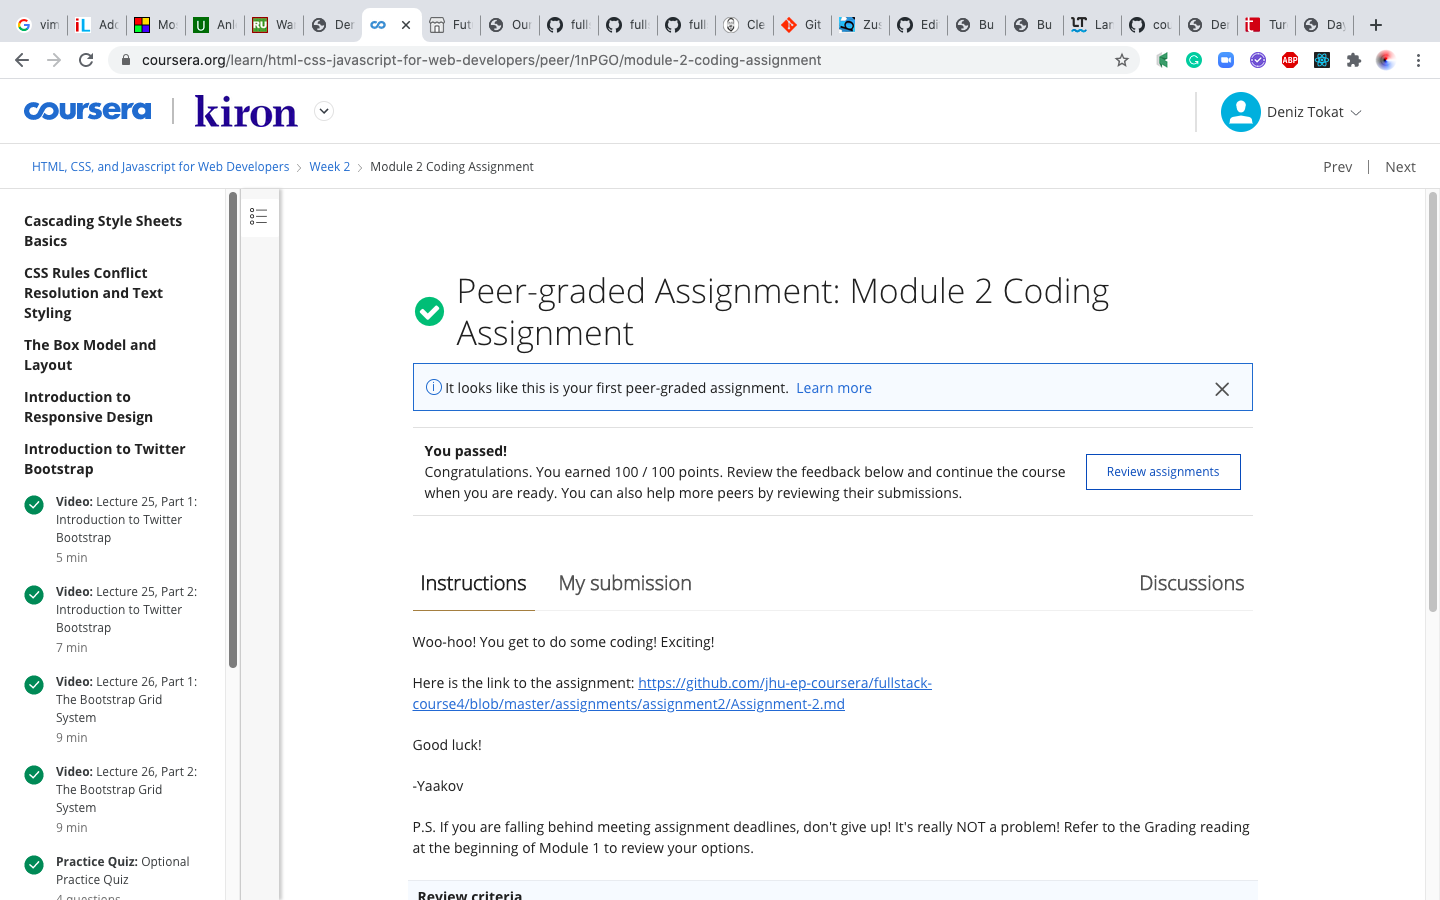 vim
Adc
Mo:
Anl
RU
War
Der
Fut
Our
full
full
full
Cle
Git
Zus
Edi
Bu
Bu
LT
Lar
cou
Der
Tur
Day
coursera.org/learn/html-css-javascript-for-web-developers/peer/1nPGO/module-2-coding-assignment
ABP
coursera
kiron
Deniz Tokat
HTML, CSS, and Javascript for Web Developers
Week 2
Module 2 Coding Assignment
Prev
Next
Cascading Style Sheets
Basics
CSS Rules Conflict
Resolution and Text
Styling
The Box Model and
Layout
Introduction to
Responsive Design
Introduction to Twitter
Bootstrap
Video: Lecture 25, Part 1:
Introduction to Twitter
Bootstrap
5 min
Video: Lecture 25, Part 2:
Introduction to Twitter
Bootstrap
7 min
Video: Lecture 26, Part 1:
The Bootstrap Grid
System
9 min
Video: Lecture 26, Part 2:
The Bootstrap Grid
System
9 min
Practice Quiz: Optional
Practice Quiz
4 questions
Peer-graded Assignment: Module 2 Coding
Assignment
It looks like this is your first peer-graded assignment. Learn more
You passed!
Congratulations. You earned 100 / 100 points. Review the feedback below and continue the course
when you are ready. You can also help more peers by reviewing their submissions.
Review assignments
Instructions
My submission
Discussions
Woo-hoo! You get to do some coding! Exciting!
Here is the link to the assignment: https://github.com/jhu-ep-coursera/fullstack-
course4/blob/master/assignments/assignment2/Assignment-2.md
Good luck!
-Yaakov
P.S. If you are falling behind meeting assignment deadlines, don't give up! It's really NOT a problem! Refer to the Grading reading
at the beginning of Module 1 to review your options.
Review criteria